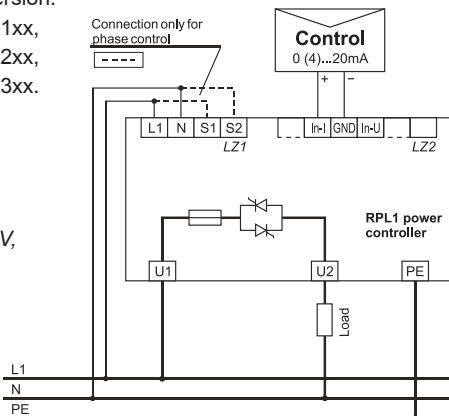 ersion.
1xx,
2xx,
3xx.
Connection only for
phase control
Control
0 (4)...20mA
+ −
L1 N S1 S2
In-I GND In-U
LZ1
LZ2
V,
RPL1 power
controller
U1 U2 PE
Load
L1
N
PE